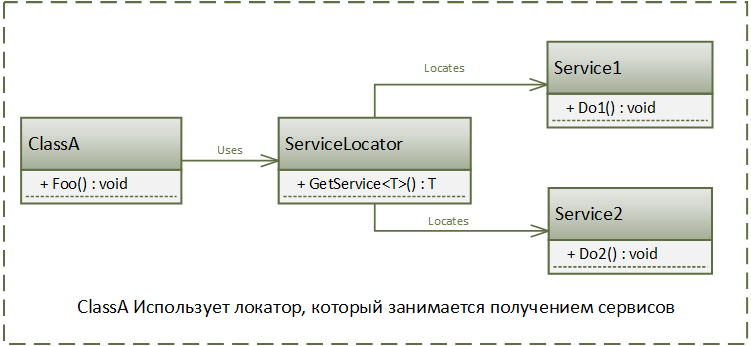 Locates
Service1
+ Do1() : void
ClassA
+ Foo() : void
Uses
ServiceLocator
+ GetService<T>() : T
Locates
Service2
+ Do2() : void
ClassA Использует локатор, который занимается получением сервисов